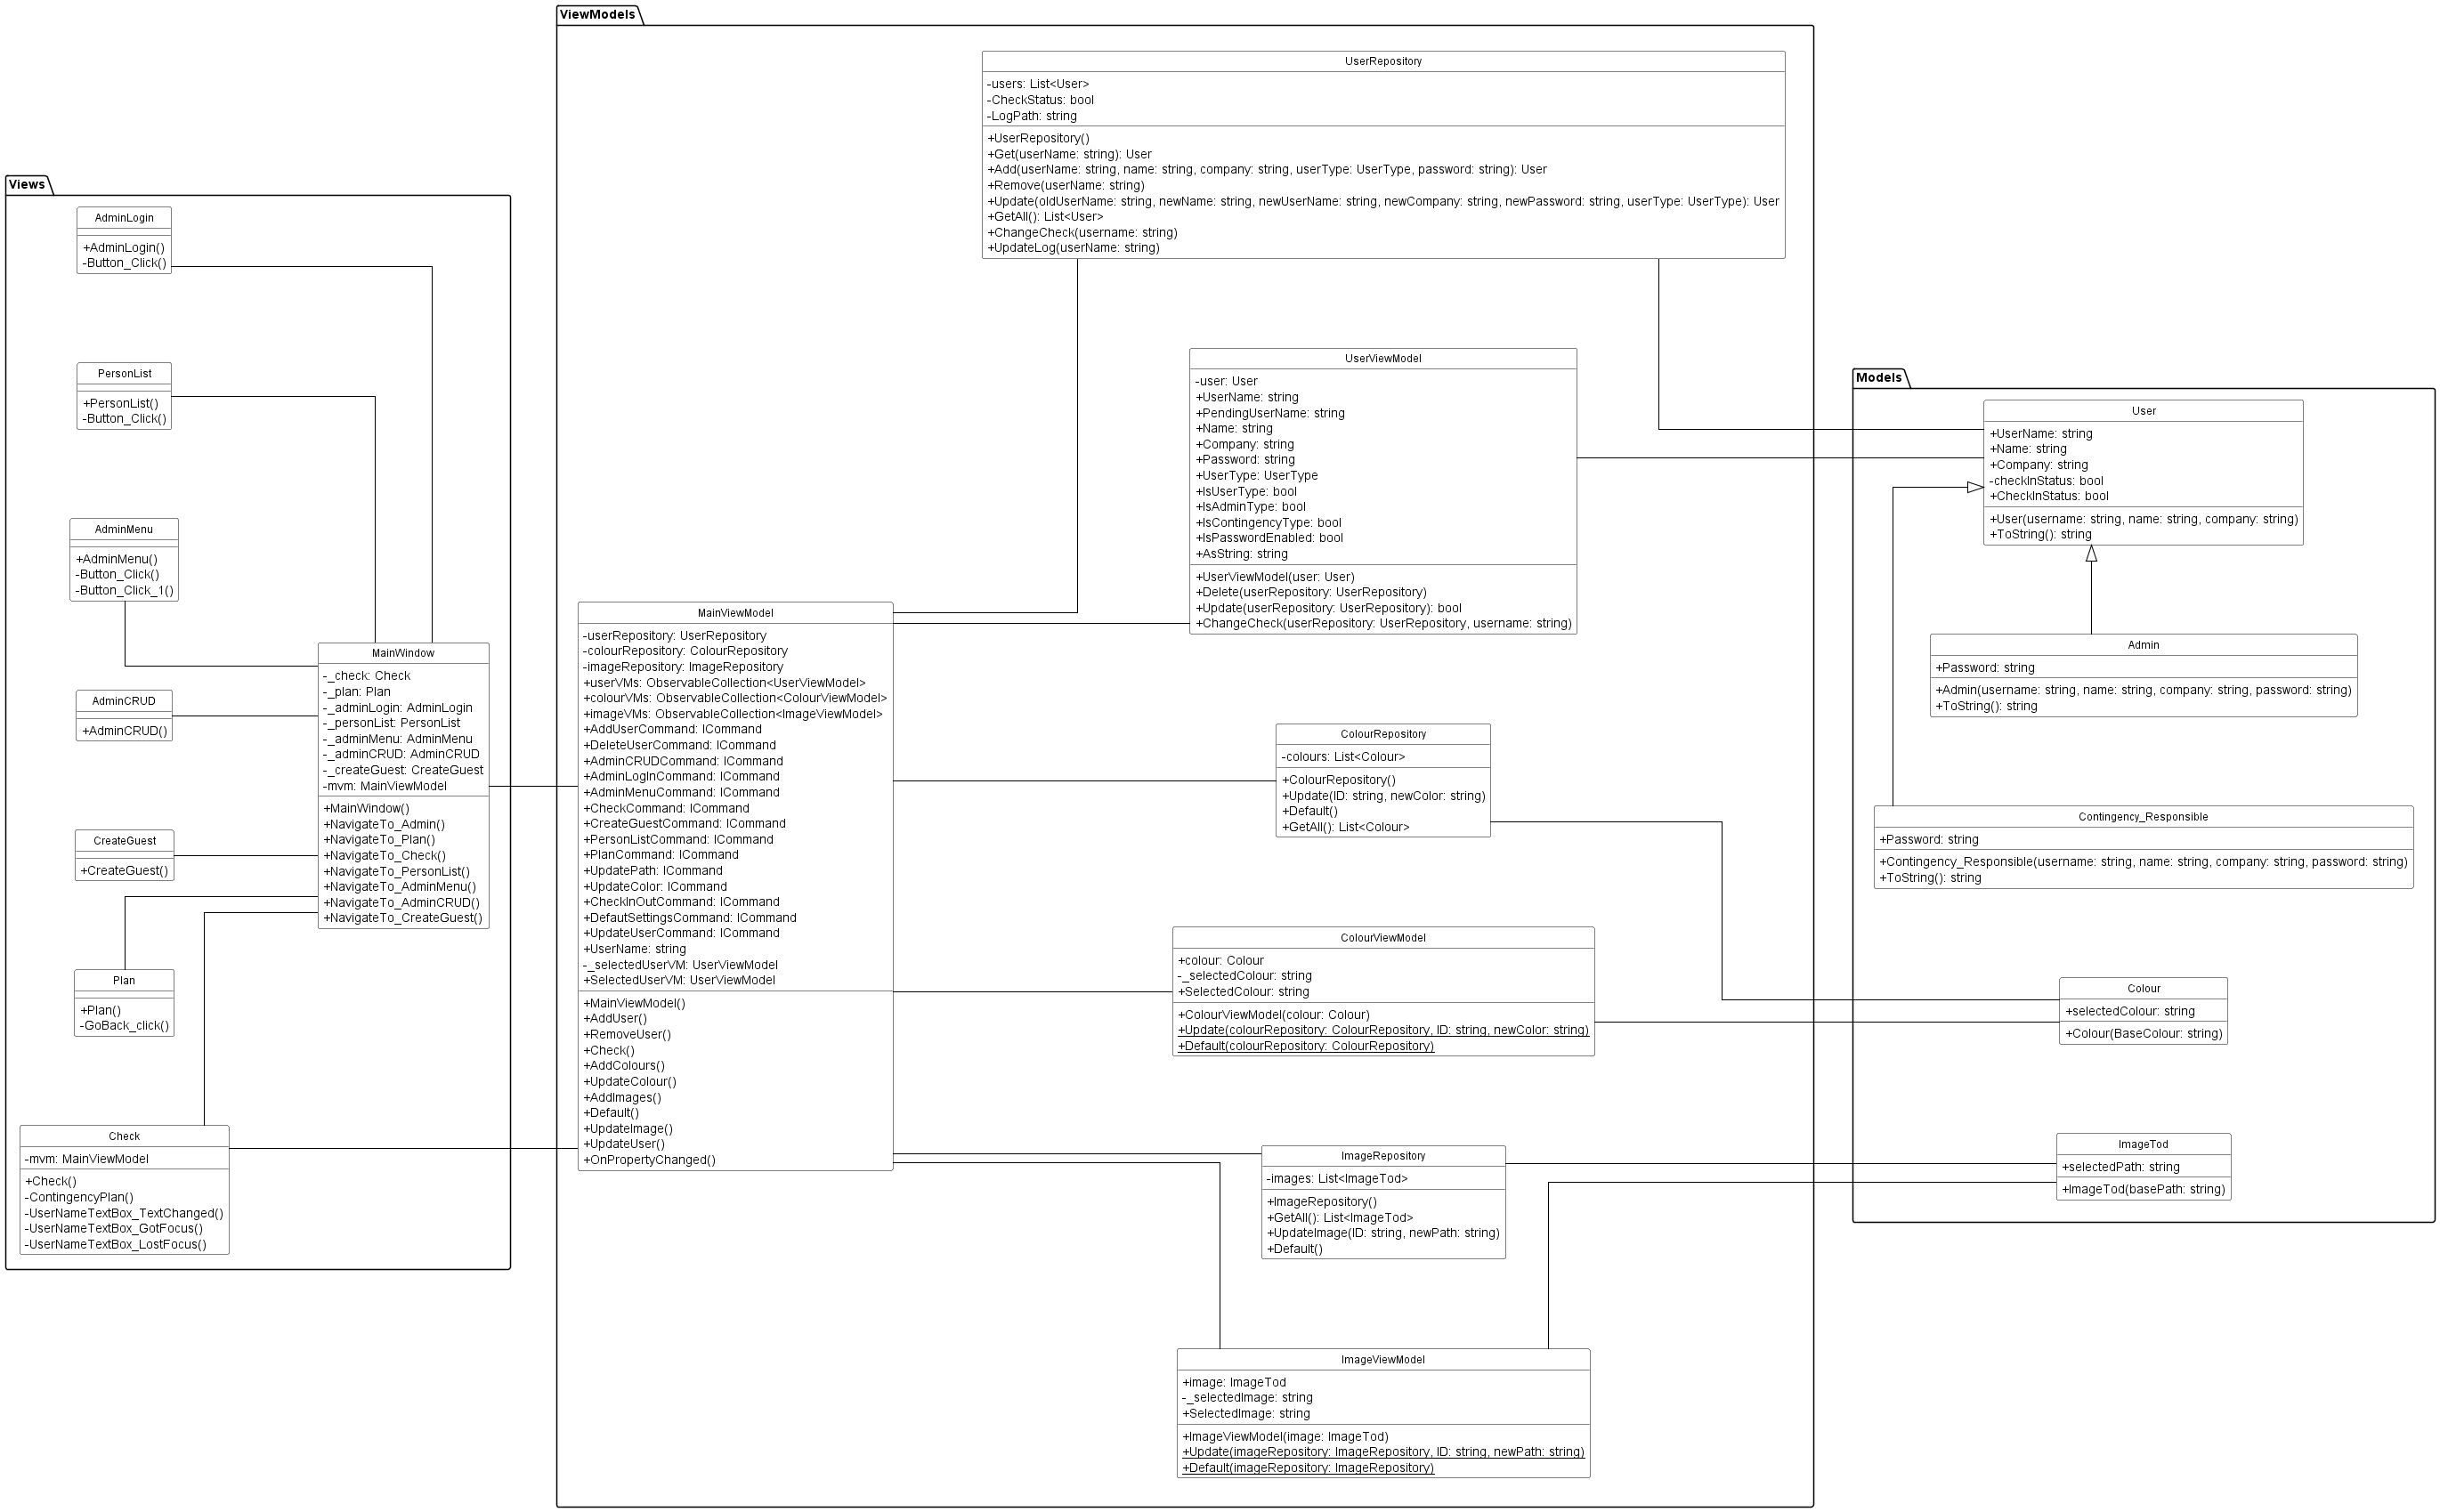 Views
AdminLogin
+AdminLogin()
-Button_Click()
PersonList
+PersonList()
-Button_Click()
AdminMenu
+AdminMenu()
-Button_Click()
-Button_Click_1()
AdminCRUD
+AdminCRUD()
CreateGuest
+CreateGuest()
Plan
+Plan()
-GoBack_click()
Check
-mvm: MainViewModel
+Check()
-ContingencyPlan()
-UserNameTextBox_TextChanged()
-UserNameTextBox_GotFocus()
-UserNameTextBox_LostFocus()
MainWindow
-_check: Check
-_plan: Plan
-_adminLogin: AdminLogin
-_personList: PersonList
-_adminMenu: AdminMenu
-_adminCRUD: AdminCRUD
-_createGuest: CreateGuest
-mvm: MainViewModel
+MainWindow()
+NavigateTo_Admin()
+NavigateTo_Plan()
+NavigateTo_Check()
+NavigateTo_PersonList()
+NavigateTo_AdminMenu()
+NavigateTo_AdminCRUD()
+NavigateTo_CreateGuest()
ViewModels
MainViewModel
-userRepository: UserRepository
-colourRepository: ColourRepository
-imageRepository: ImageRepository
+userVMs: ObservableCollection<UserViewModel>
+colourVMs: ObservableCollection<ColourViewModel>
+imageVMs: ObservableCollection<ImageViewModel>
+AddUserCommand: ICommand
+DeleteUserCommand: ICommand
+AdminCRUDCommand: ICommand
+AdminLogInCommand: ICommand
+AdminMenuCommand: ICommand
+CheckCommand: ICommand
+CreateGuestCommand: ICommand
+PersonListCommand: ICommand
+PlanCommand: ICommand
+UpdatePath: ICommand
+UpdateColor: ICommand
+CheckInOutCommand: ICommand
+DefautSettingsCommand: ICommand
+UpdateUserCommand: ICommand
+UserName: string
-_selectedUserVM: UserViewModel
+SelectedUserVM: UserViewModel
+MainViewModel()
+AddUser()
+RemoveUser()
+Check()
+AddColours()
+UpdateColour()
+AddImages()
+Default()
+UpdateImage()
+UpdateUser()
+OnPropertyChanged()
UserRepository
-users: List<User>
-CheckStatus: bool
-LogPath: string
+UserRepository()
+Get(userName: string): User
+Add(userName: string, name: string, company: string, userType: UserType, password: string): User
+Remove(userName: string)
+Update(oldUserName: string, newName: string, newUserName: string, newCompany: string, newPassword: string, userType: UserType): User
+GetAll(): List<User>
+ChangeCheck(username: string)
+UpdateLog(userName: string)
UserViewModel
-user: User
+UserName: string
+PendingUserName: string
+Name: string
+Company: string
+Password: string
+UserType: UserType
+IsUserType: bool
+IsAdminType: bool
+IsContingencyType: bool
+IsPasswordEnabled: bool
+AsString: string
+UserViewModel(user: User)
+Delete(userRepository: UserRepository)
+Update(userRepository: UserRepository): bool
+ChangeCheck(userRepository: UserRepository, username: string)
ColourRepository
-colours: List<Colour>
+ColourRepository()
+Update(ID: string, newColor: string)
+Default()
+GetAll(): List<Colour>
ColourViewModel
+colour: Colour
-_selectedColour: string
+SelectedColour: string
+ColourViewModel(colour: Colour)
+Update(colourRepository: ColourRepository, ID: string, newColor: string)
+Default(colourRepository: ColourRepository)
ImageRepository
-images: List<ImageTod>
+ImageRepository()
+GetAll(): List<ImageTod>
+UpdateImage(ID: string, newPath: string)
+Default()
ImageViewModel
+image: ImageTod
-_selectedImage: string
+SelectedImage: string
+ImageViewModel(image: ImageTod)
+Update(imageRepository: ImageRepository, ID: string, newPath: string)
+Default(imageRepository: ImageRepository)
Models
User
+UserName: string
+Name: string
+Company: string
-checkInStatus: bool
+CheckInStatus: bool
+User(username: string, name: string, company: string)
+ToString(): string
Admin
+Password: string
+Admin(username: string, name: string, company: string, password: string)
+ToString(): string
Contingency_Responsible
+Password: string
+Contingency_Responsible(username: string, name: string, company: string, password: string)
+ToString(): string
Colour
+selectedColour: string
+Colour(BaseColour: string)
ImageTod
+selectedPath: string
+ImageTod(basePath: string)